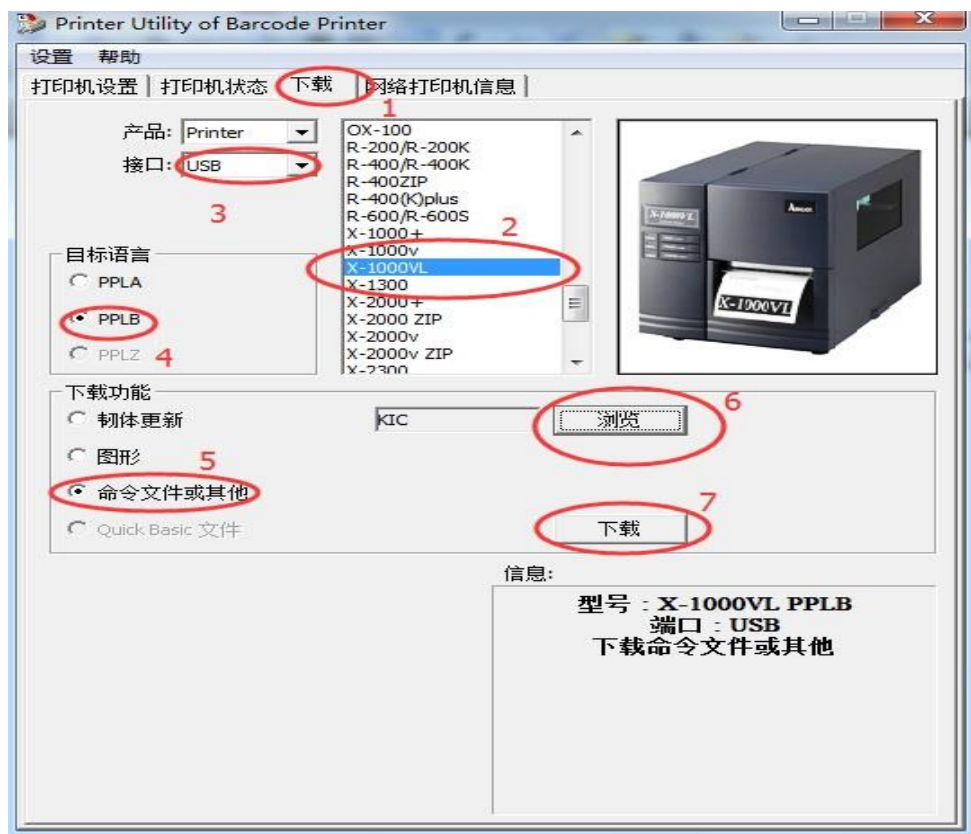 Printer Utility of Barcode Printer
设置 帮助
打印机设置 打印机状态 下载 网络打印机信息
1
产品: Printer
接口: USB
3
OX-100
R-200/R-200K
R-400/R-400K
R-400ZIP
R-400(K)plus
R-600/R-600S
X-1000+
2
X-1000v
X-1000VL
X-1300
X-2000+
X-2000 ZIP
X-2000v
X-2000v ZIP
X-2300
X-1000VL
Argox
X-1000VL
目标语言
PPLA
PPLB
PPLZ 4
下载功能
韧体更新 KIC 浏览 6
图形 5
命令文件或其他
Quick Basic 文件 下载 7
信息:
型号：X-1000VL PPLB
端口：USB
下载命令文件或其他